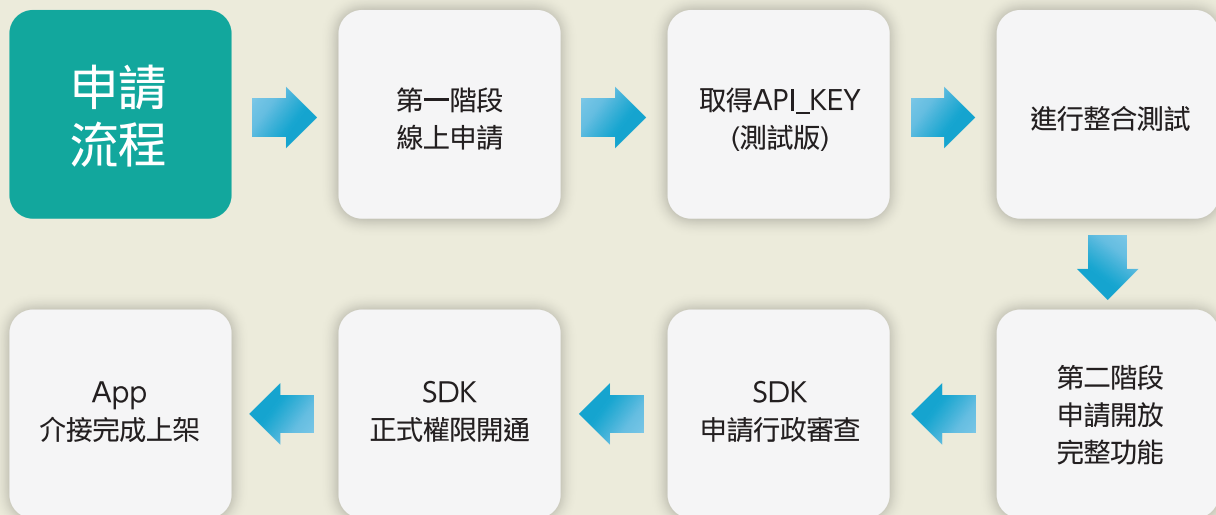 申請
流程
第一階段
線上申請
取得API_KEY
(測試版)
進行整合測試
第二階段
申請開放
完整功能
SDK
申請行政審查
SDK
正式權限開通
App
介接完成上架